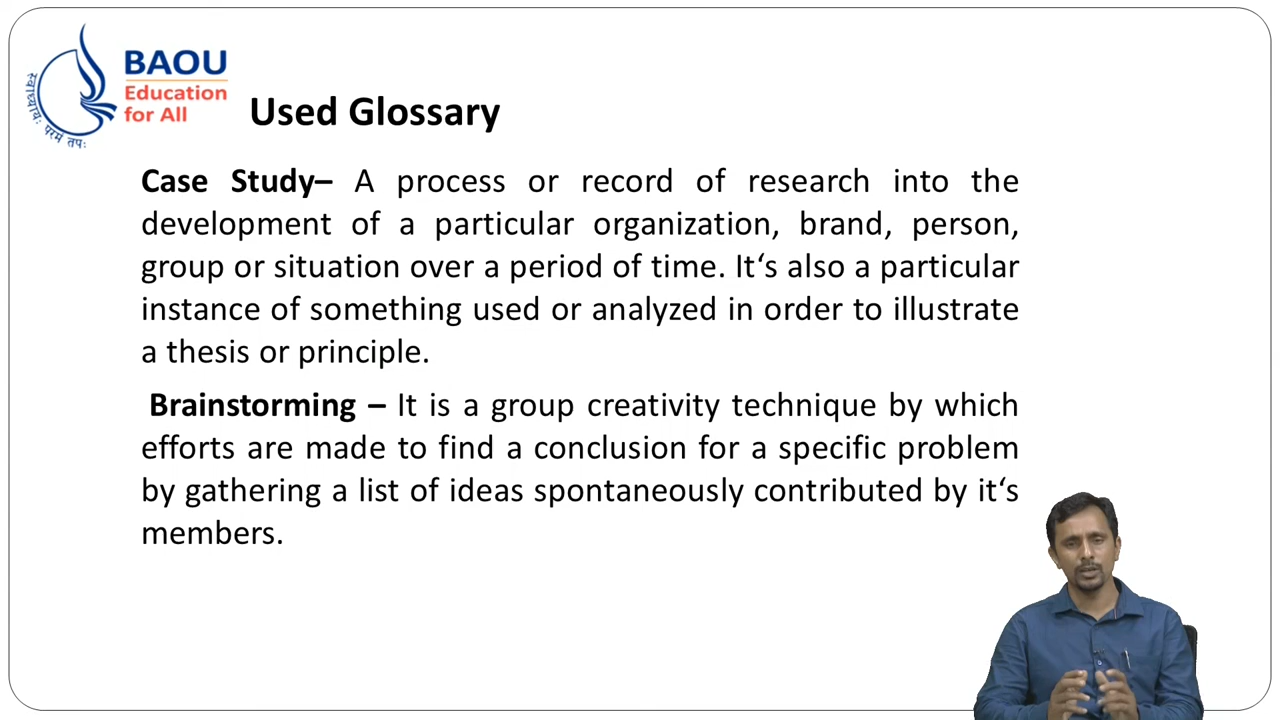 BAOU
Education
for All
स्वाध्यायः परमं तपः
Used Glossary
Case Study– A process or record of research into the
development of a particular organization, brand, person,
group or situation over a period of time. It‘s also a particular
instance of something used or analyzed in order to illustrate
a thesis or principle.
Brainstorming – It is a group creativity technique by which
efforts are made to find a conclusion for a specific problem
by gathering a list of ideas spontaneously contributed by it‘s
members.